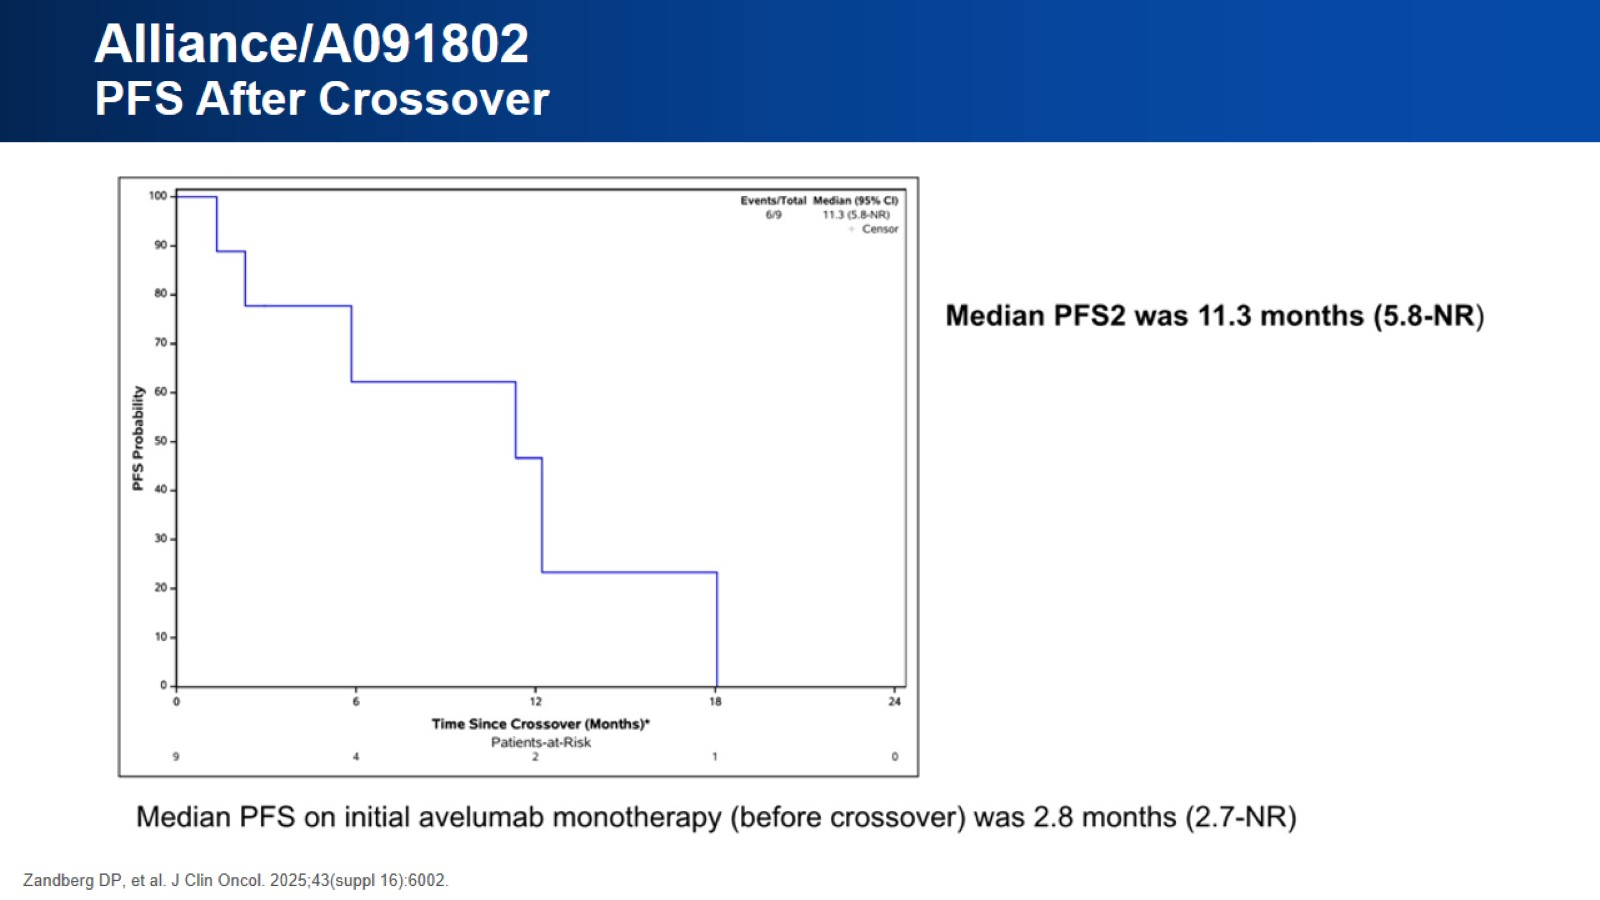 Alliance/A091802
PFS After Crossover
Events/Total Median (95% CI)
6/9 11.3 (5.8-NR)
+ Censor
PFS Probability
100
90
80
70
60
50
40
30
20
10
0
0 6 12 18 24
Time Since Crossover (Months)*
Patients-at-Risk
9 4 2 1 0
Median PFS2 was 11.3 months (5.8-NR)
Median PFS on initial avelumab monotherapy (before crossover) was 2.8 months (2.7-NR)
Zandberg DP, et al. J Clin Oncol. 2025;43(suppl 16):6002.